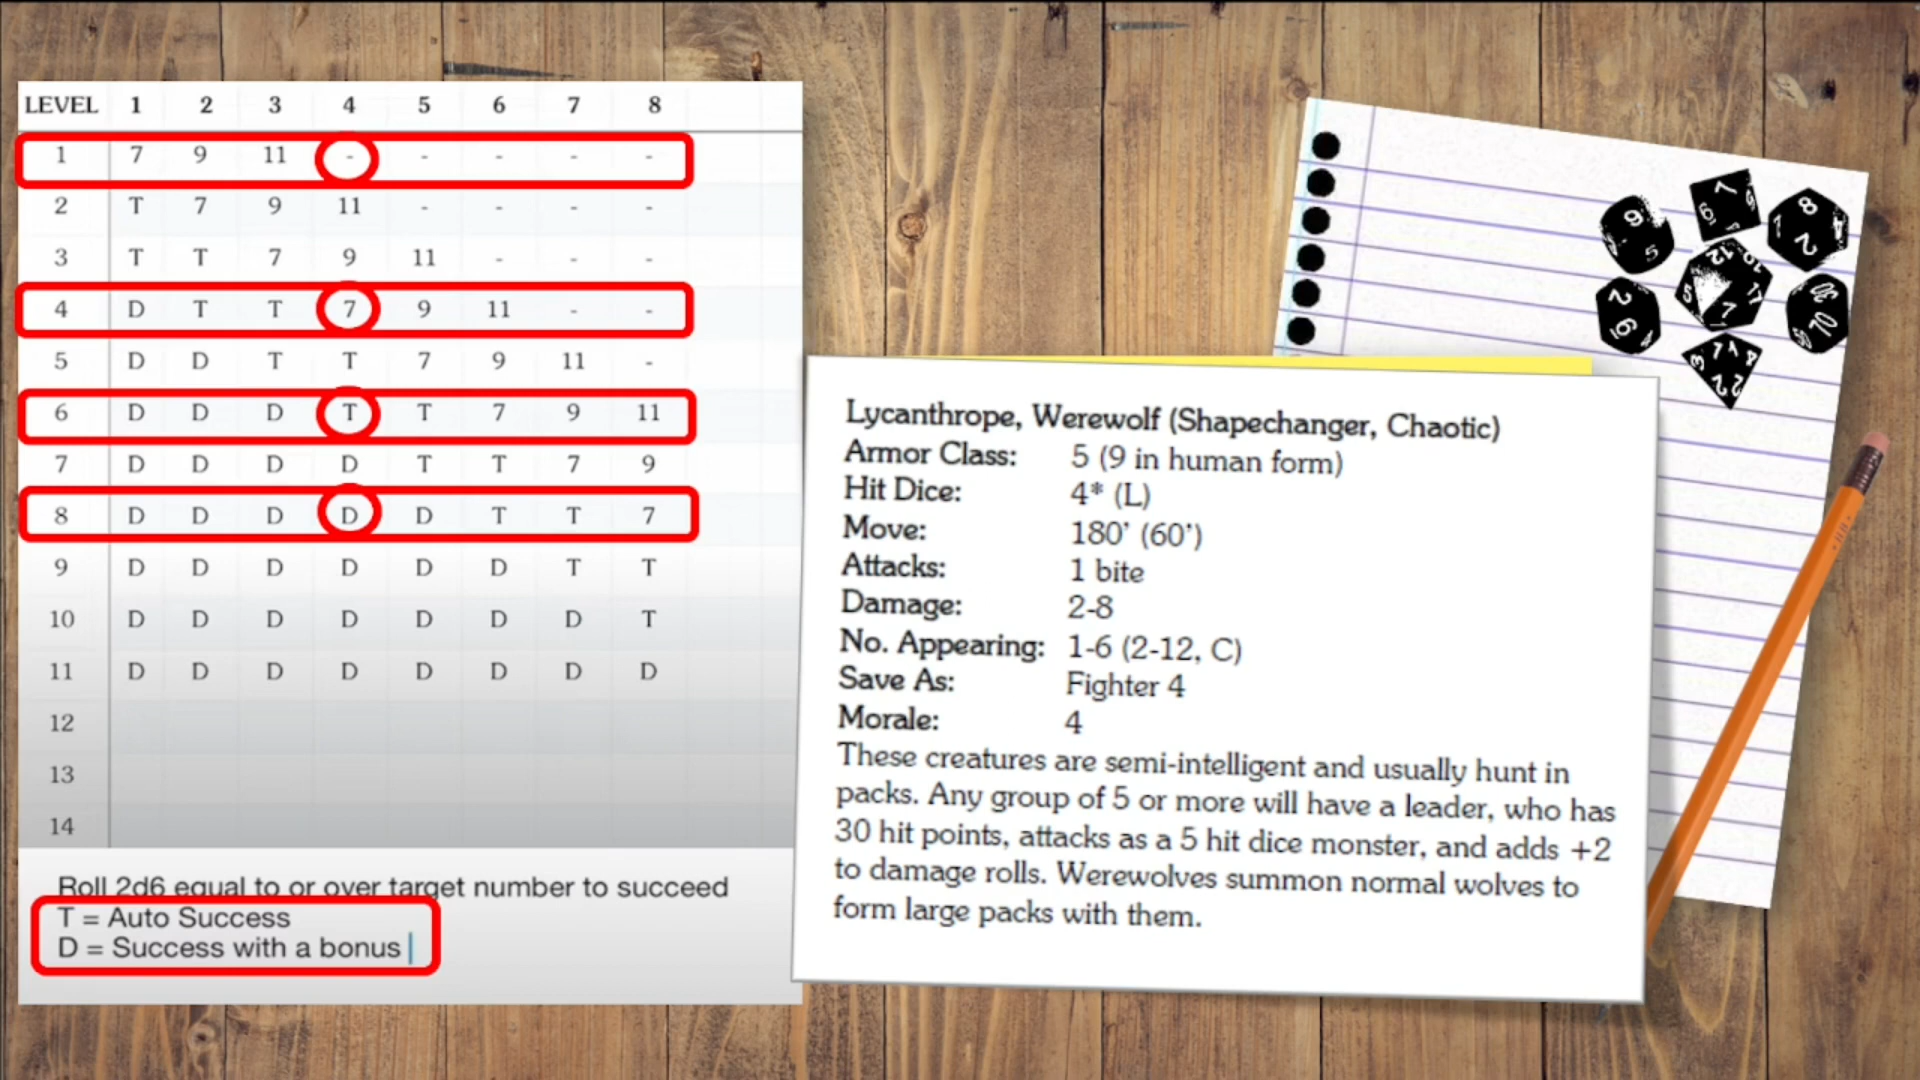 LEVEL 1 2 3 4 5 6 7 8
1 7 9 11 - - - - -
2 T 7 9 11 - - - -
3 T T 7 9 11 - - -
4 D T T 7 9 11 - -
5 D D T T 7 9 11 -
6 D D D T T 7 9 11
7 D D D D T T 7 9
8 D D D D D T T 7
9 D D D D D D T T
10 D D D D D D D T
11 D D D D D D D D
12
13
14
Roll 2d6 equal to or over target number to succeed
T = Auto Success
D = Success with a bonus
Lycanthrope, Werewolf (Shapechanger, Chaotic)
Armor Class: 5 (9 in human form)
Hit Dice: 4* (L)
Move: 180' (60')
Attacks: 1 bite
Damage: 2-8
No. Appearing: 1-6 (2-12, C)
Save As: Fighter 4
Morale: 4
These creatures are semi-intelligent and usually hunt in
packs. Any group of 5 or more will have a leader, who has
30 hit points, attacks as a 5 hit dice monster, and adds +2
to damage rolls. Werewolves summon normal wolves to
form large packs with them.